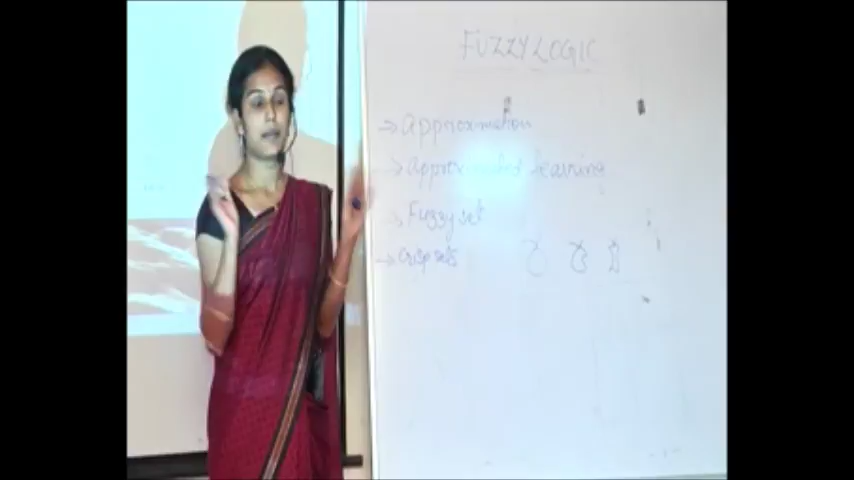 FUZZY LOGIC
→ Approximation
→ Approximated learning
→ Fuzzy set
→ Crisp sets